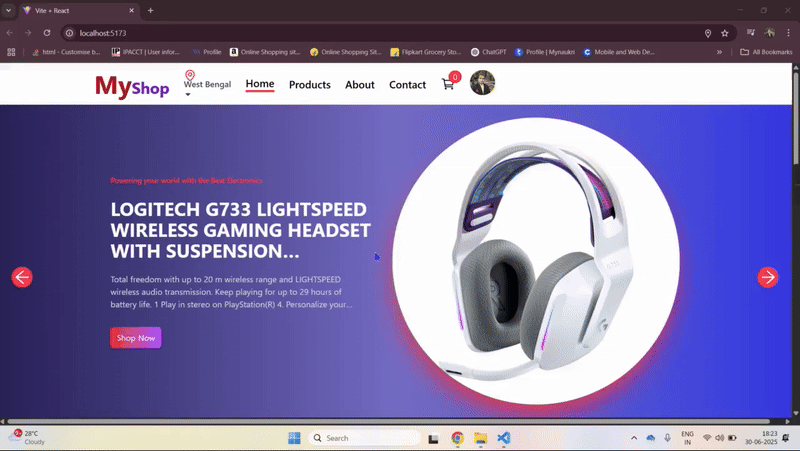 Vite + React
localhost:5173
html - Customise b...
IPACCT | User infor...
Profile
Online Shopping sit...
Online Shopping Sit...
Flipkart Grocery Sto...
ChatGPT
Profile | Mynaukri
Mobile and Web De...
»
All Bookmarks
MyShop
West Bengal
Home
Products
About
Contact
0
Powering your world with the Best Electronics
LOGITECH G733 LIGHTSPEED
WIRELESS GAMING HEADSET
WITH SUSPENSION...
Total freedom with up to 20 m wireless range and LIGHTSPEED
wireless audio transmission. Keep playing for up to 29 hours of
battery life. 1 Play in stereo on PlayStation(R) 4. Personalize your...
Shop Now
G733
28°C
Cloudy
Search
ENG
IN
18:23
30-06-2025